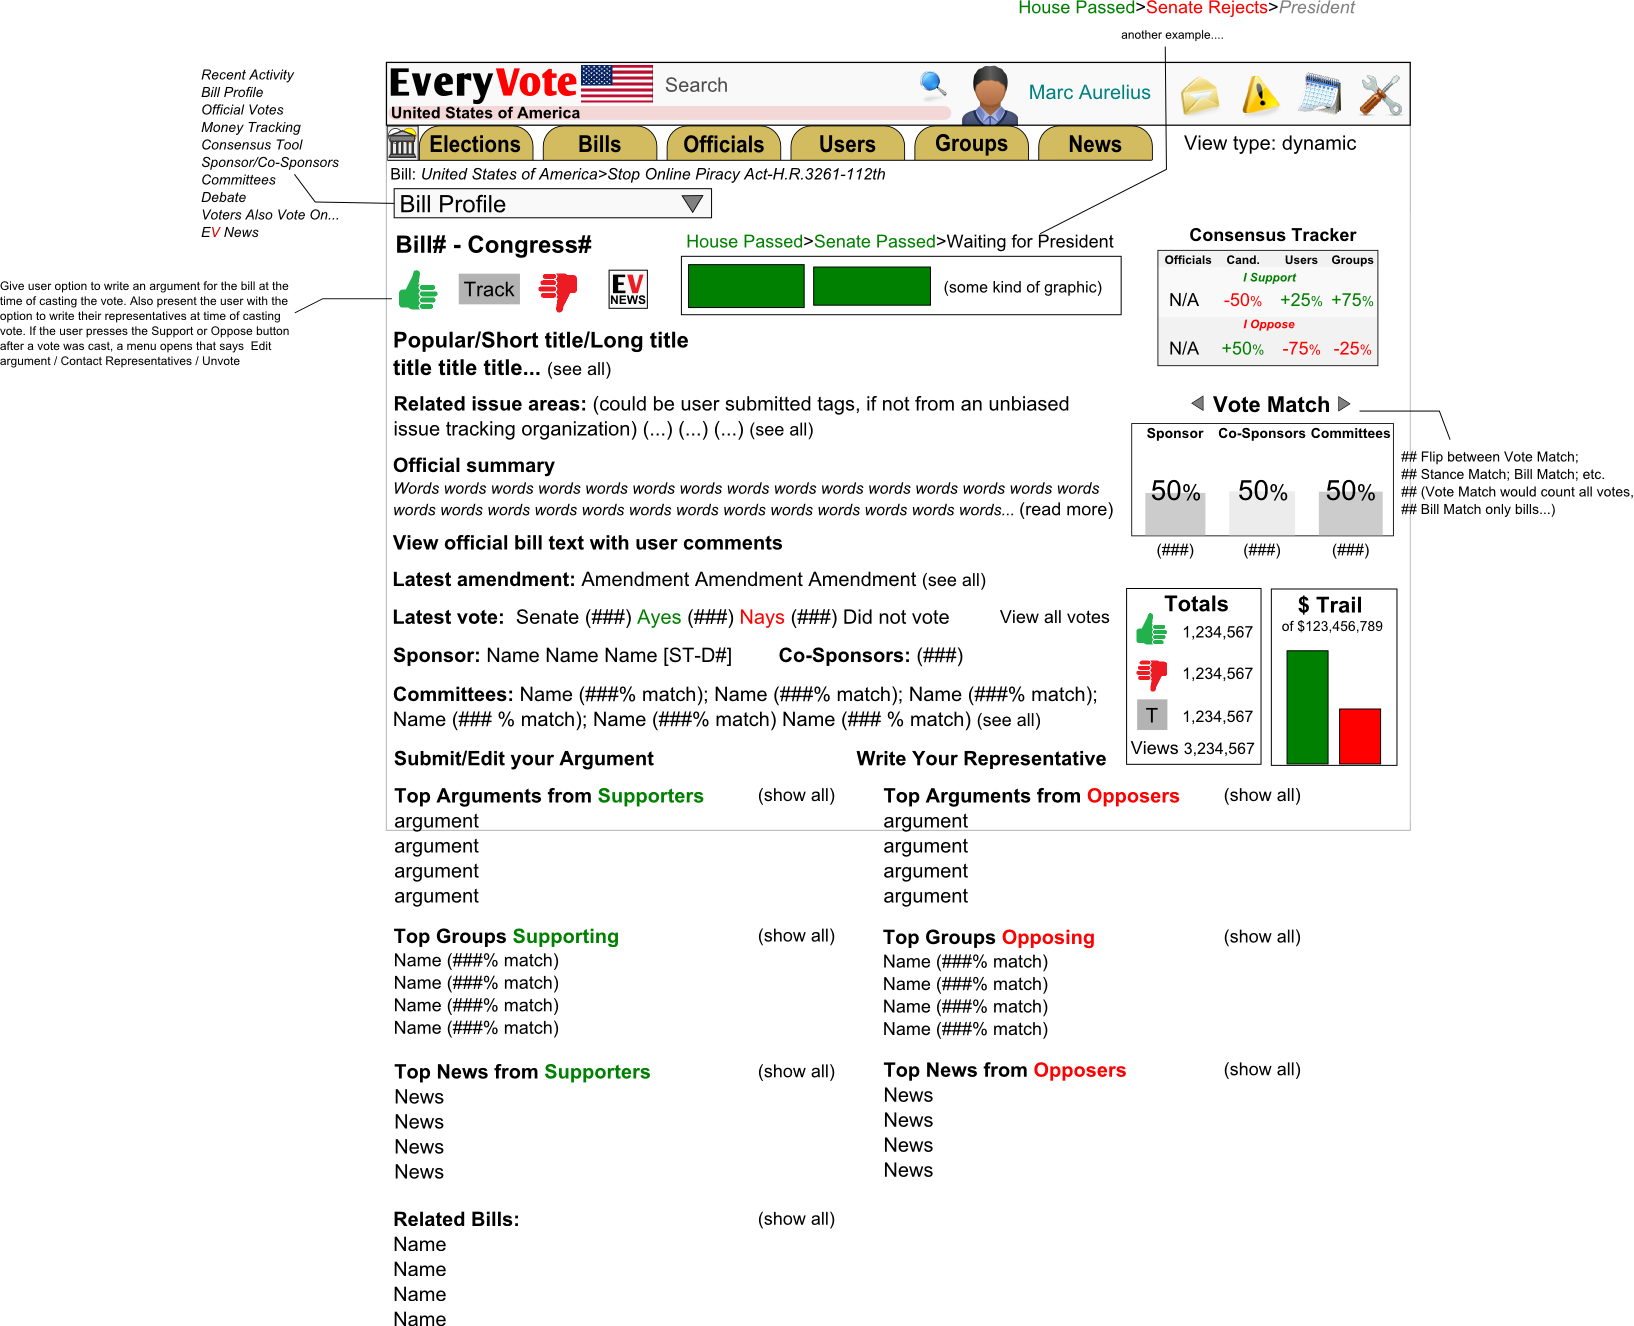 House Passed>Senate Rejects>President
another example....
Recent Activity
Bill Profile
Official Votes
Money Tracking
Consensus Tool
Sponsor/Co-Sponsors
Committees
Debate
Voters Also Vote On...
EV News
EveryVote
United States of America
Search
Marc Aurelius
Elections
Bills
Officials
Users
Groups
News
View type: dynamic
Bill: United States of America>Stop Online Piracy Act-H.R.3261-112th
Bill Profile
Bill# - Congress#
House Passed>Senate Passed>Waiting for President
Track
EV
NEWS
(some kind of graphic)
Give user option to write an argument for the bill at the
time of casting the vote. Also present the user with the
option to write their representatives at time of casting
vote. If the user presses the Support or Oppose button
after a vote was cast, a menu opens that says  Edit
argument / Contact Representatives / Unvote
Consensus Tracker
Officials Cand. Users Groups
I Support
N/A -50% +25% +75%
I Oppose
N/A +50% -75% -25%
Popular/Short title/Long title
title title title... (see all)
Related issue areas: (could be user submitted tags, if not from an unbiased
issue tracking organization) (...) (...) (...) (see all)
Vote Match
Sponsor Co-Sponsors Committees
50% 50% 50%
(###) (###) (###)
## Flip between Vote Match;
## Stance Match; Bill Match; etc.
## (Vote Match would count all votes,
## Bill Match only bills...)
Official summary
Words words words words words words words words words words words words words words words
words words words words words words words words words words words words words... (read more)
View official bill text with user comments
Latest amendment: Amendment Amendment Amendment (see all)
Latest vote:  Senate (###) Ayes (###) Nays (###) Did not vote
View all votes
Sponsor: Name Name Name [ST-D#]
Co-Sponsors: (###)
Committees: Name (###% match); Name (###% match); Name (###% match);
Name (### % match); Name (###% match) Name (### % match) (see all)
Totals
1,234,567
1,234,567
T 1,234,567
Views 3,234,567
$ Trail
of $123,456,789
Submit/Edit your Argument
Write Your Representative
Top Arguments from Supporters (show all)
argument
argument
argument
argument
Top Arguments from Opposers (show all)
argument
argument
argument
argument
Top Groups Supporting (show all)
Name (###% match)
Name (###% match)
Name (###% match)
Name (###% match)
Top Groups Opposing (show all)
Name (###% match)
Name (###% match)
Name (###% match)
Name (###% match)
Top News from Supporters (show all)
News
News
News
News
Top News from Opposers (show all)
News
News
News
News
Related Bills: (show all)
Name
Name
Name
Name